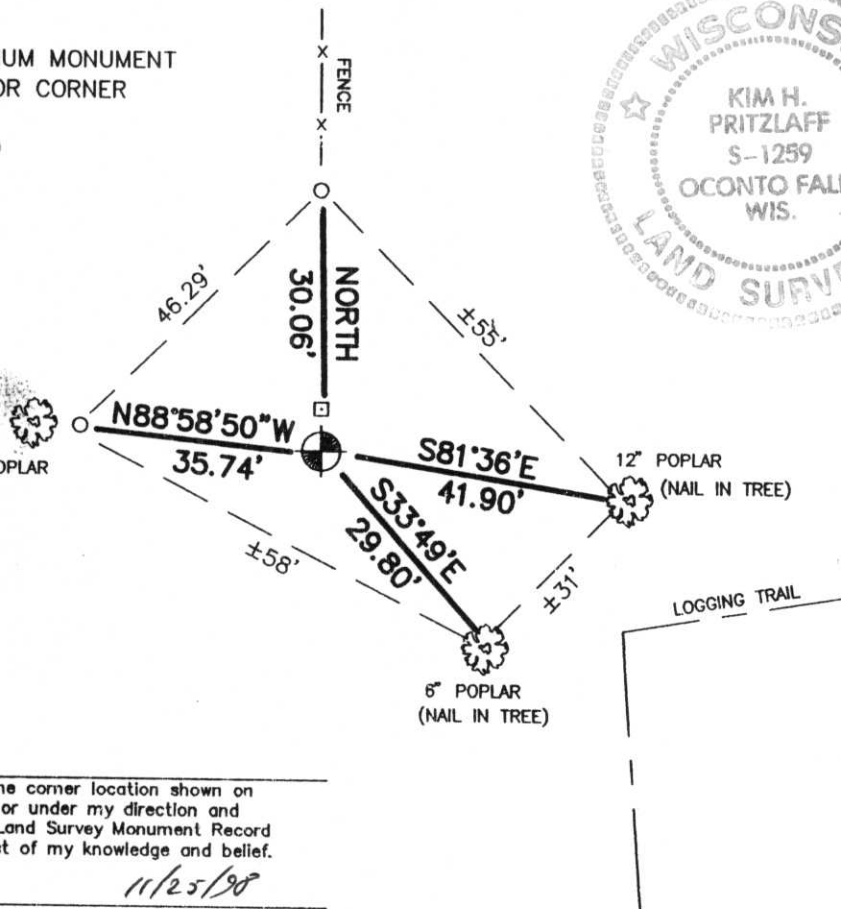 UM MONUMENT
OR CORNER
FENCE
WISCONS
KIM H.
PRITZLAFF
S-1259
OCONTO FALL
WIS.
LAND SURVE
46.29'
NORTH
30.06'
±55'
N88°58'50"W
35.74'
OPLAR
S81°36'E
41.90'
12" POPLAR
(NAIL IN TREE)
S33°49'E
29.80'
±58'
±31'
LOGGING TRAIL
6" POPLAR
(NAIL IN TREE)
he corner location shown on
or under my direction and
Land Survey Monument Record
t of my knowledge and belief.
11/25/98